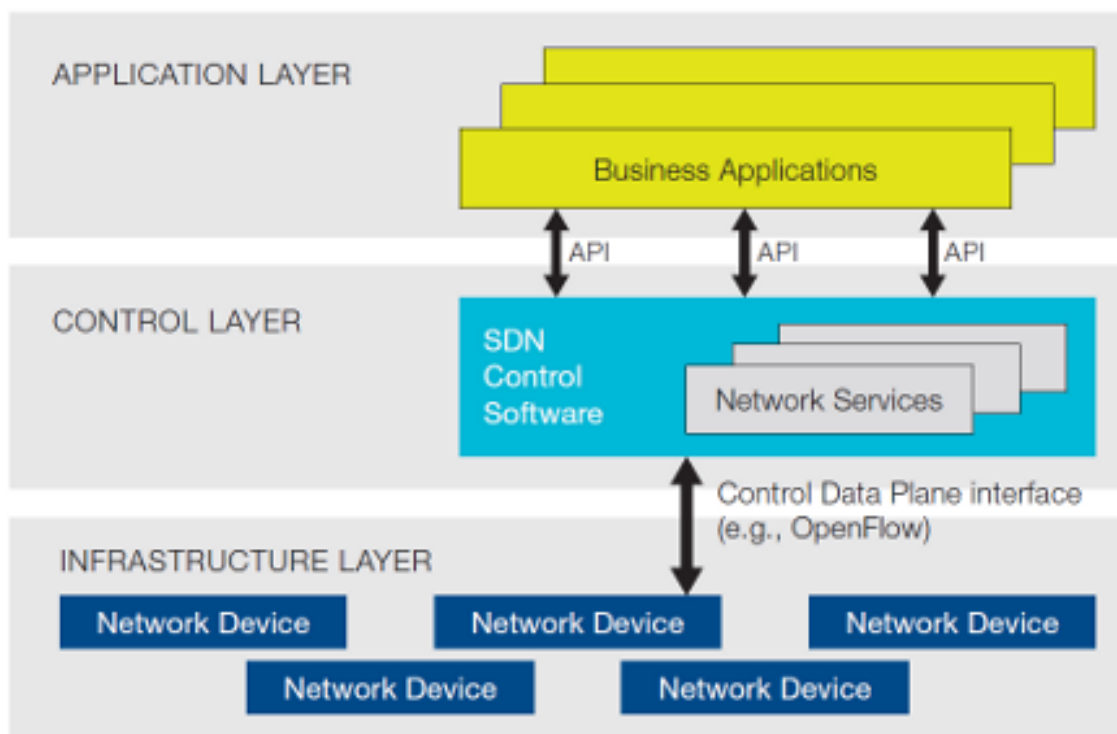 APPLICATION LAYER
Business Applications
API API API
CONTROL LAYER
SDN
Control
Software
Network Services
Control Data Plane interface
(e.g., OpenFlow)
INFRASTRUCTURE LAYER
Network Device Network Device Network Device
Network Device Network Device